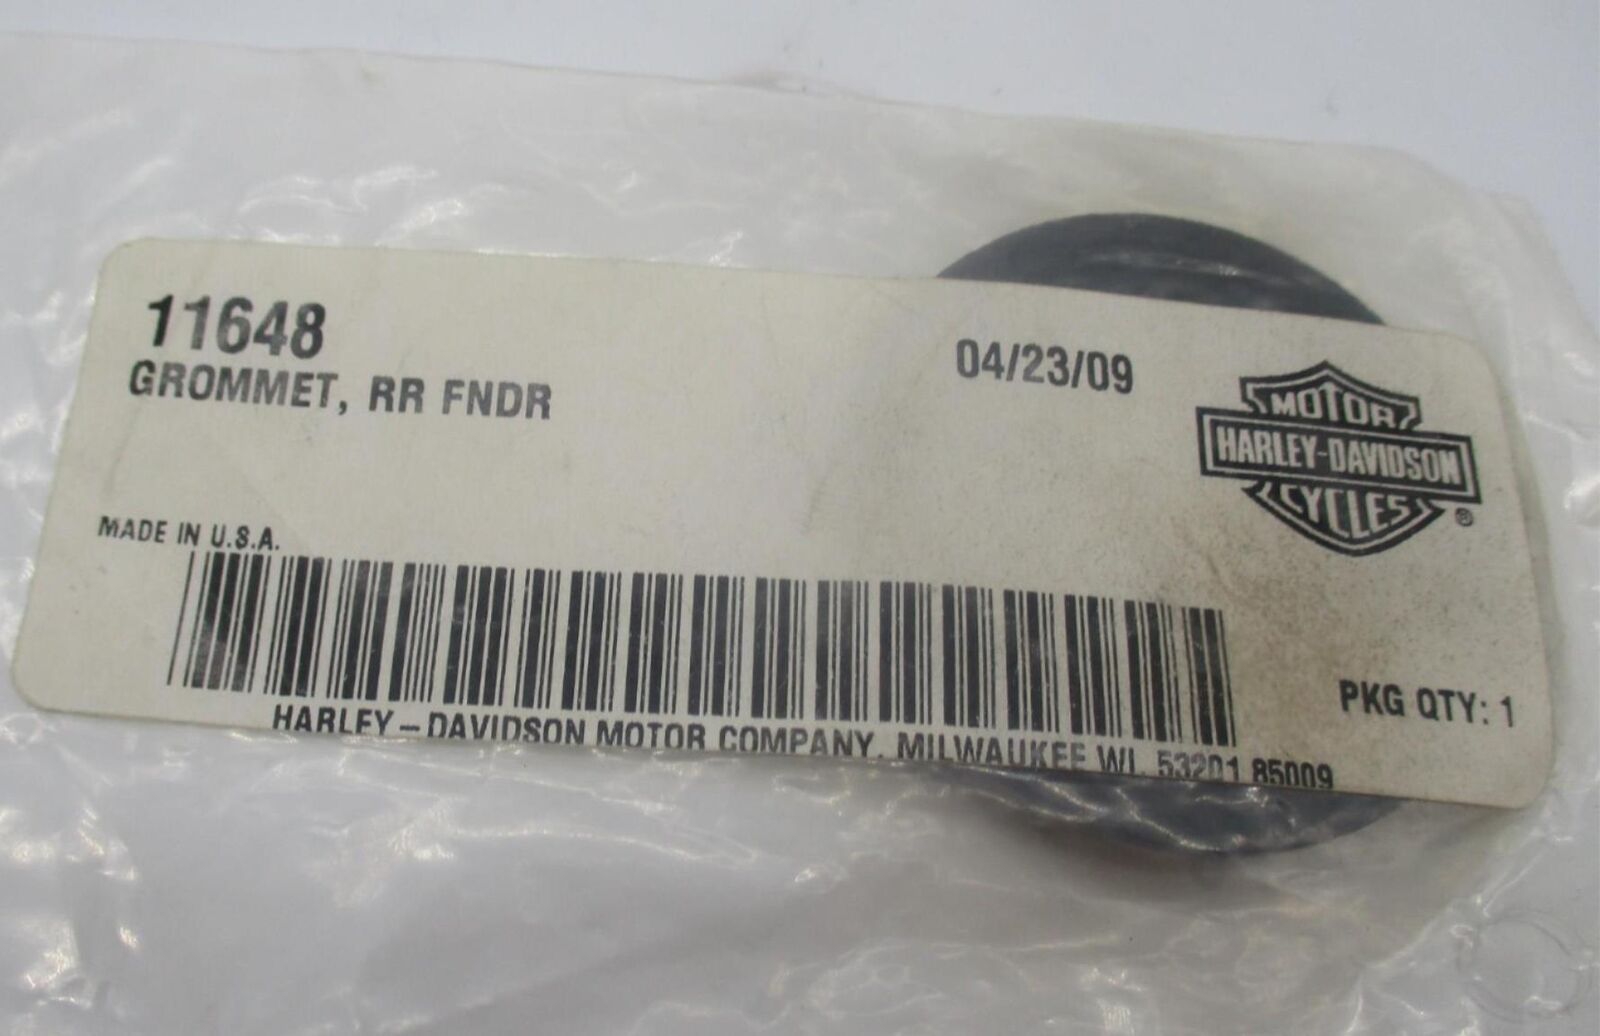 11648
GROMMET, RR FNDR
04/23/09
MOTOR
HARLEY-DAVIDSON
CYCLES
®
MADE IN U.S.A.
PKG QTY: 1
HARLEY-DAVIDSON MOTOR COMPANY, MILWAUKEE WI. 53201 85009